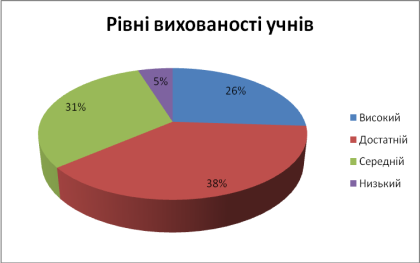 Рівні вихованості учнів
5%
26%
31%
38%
Високий
Достатній
Середній
Низький